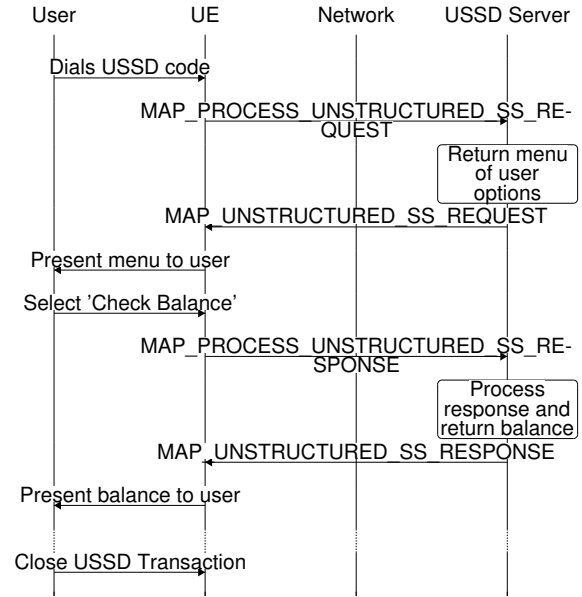 User UE Network USSD Server
Dials USSD code
MAP_PROCESS_UNSTRUCTURED_SS_RE-
QUEST
Return menu
of user
options
MAP_UNSTRUCTURED_SS_REQUEST
Present menu to user
Select 'Check Balance'
MAP_PROCESS_UNSTRUCTURED_SS_RE-
SPONSE
Process
response and
return balance
MAP_UNSTRUCTURED_SS_RESPONSE
Present balance to user
Close USSD Transaction